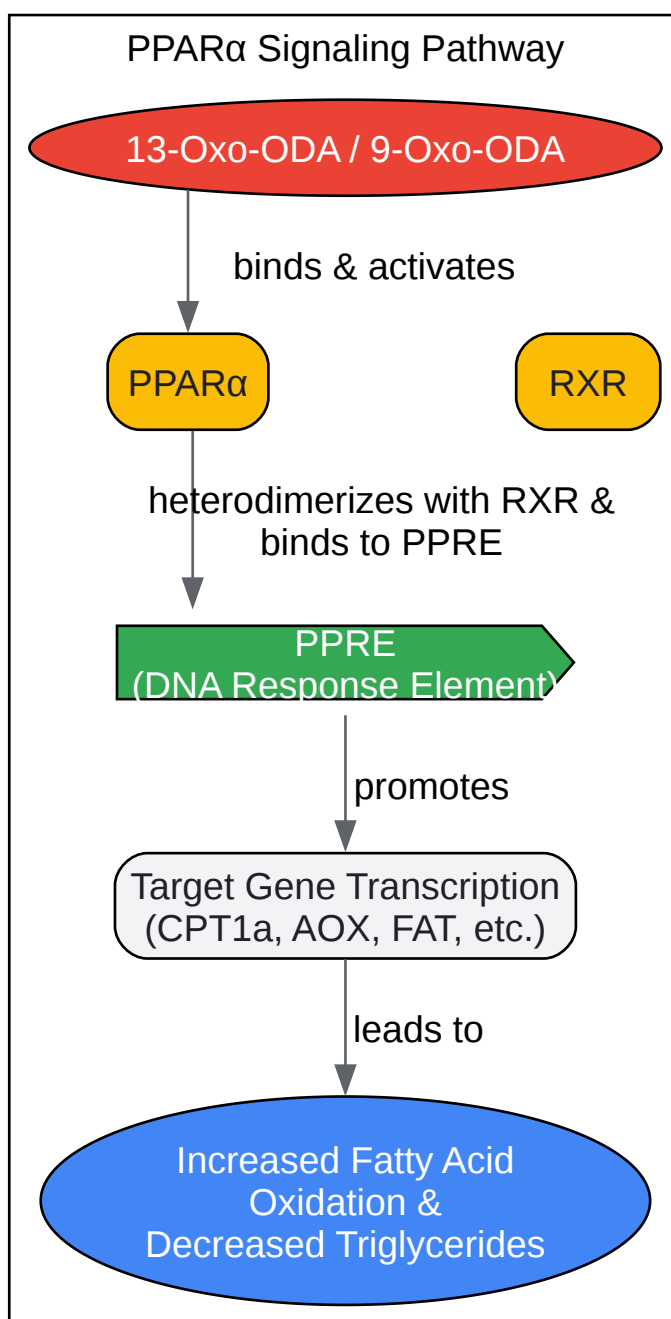 PPARα Signaling Pathway
13-Oxo-ODA / 9-Oxo-ODA
binds & activates
PPARα
RXR
heterodimerizes with RXR &
binds to PPRE
PPRE
(DNA Response Element)
promotes
Target Gene Transcription
(CPT1a, AOX, FAT, etc.)
leads to
Increased Fatty Acid
Oxidation &
Decreased Triglycerides